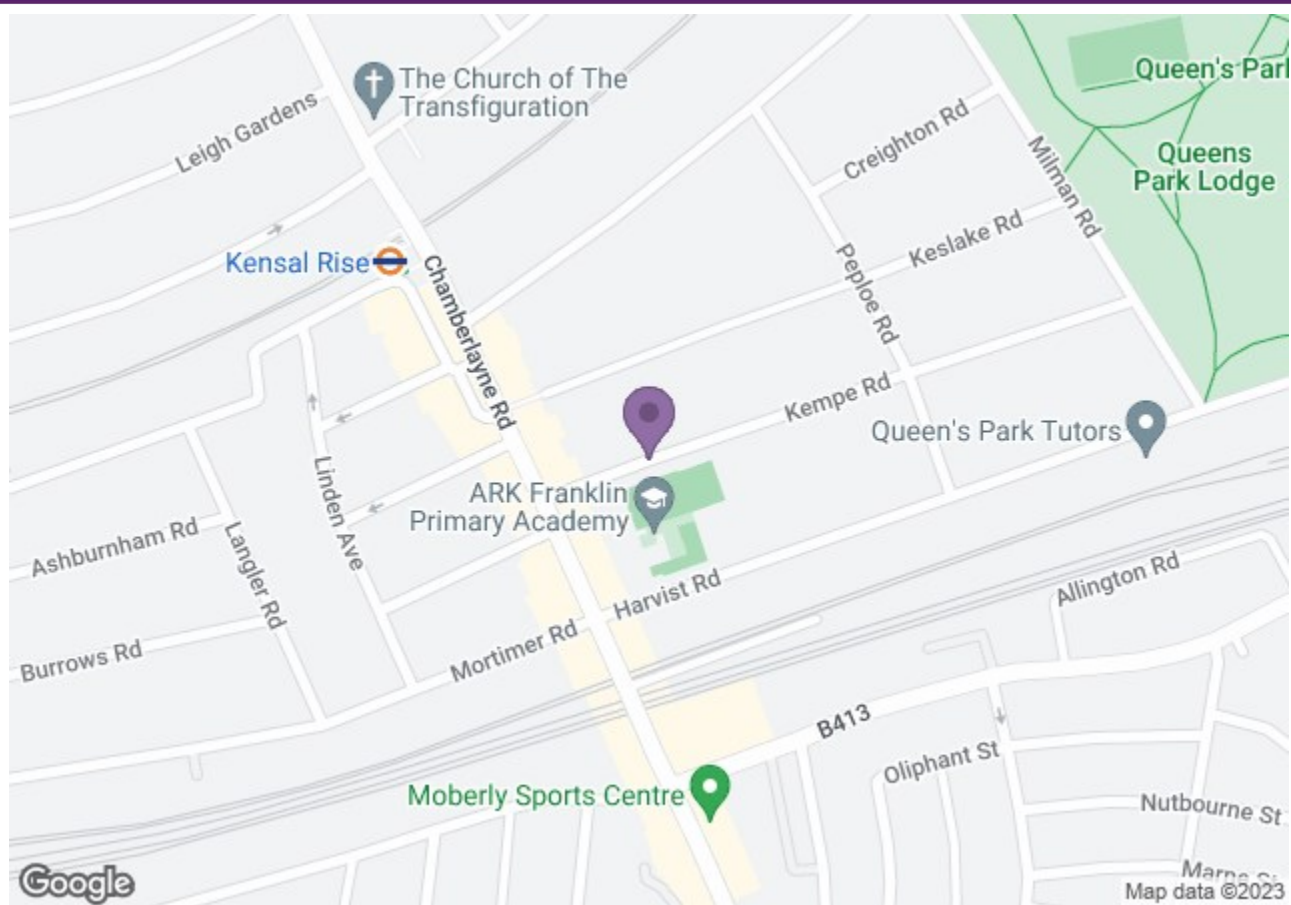 The Church of The
Transfiguration
Queen's Park
Leigh Gardens
Creighton Rd
Milman Rd
Queens
Park Lodge
Kensal Rise
Chamberlayne Rd
Peploe Rd
Keslake Rd
Kempe Rd
Queen's Park Tutors
Linden Ave
ARK Franklin
Primary Academy
Ashburnham Rd
Langler Rd
Harvist Rd
Allington Rd
Mortimer Rd
Burrows Rd
B413
Oliphant St
Moberly Sports Centre
Nutbourne St
Marne St
Google
Map data ©2023